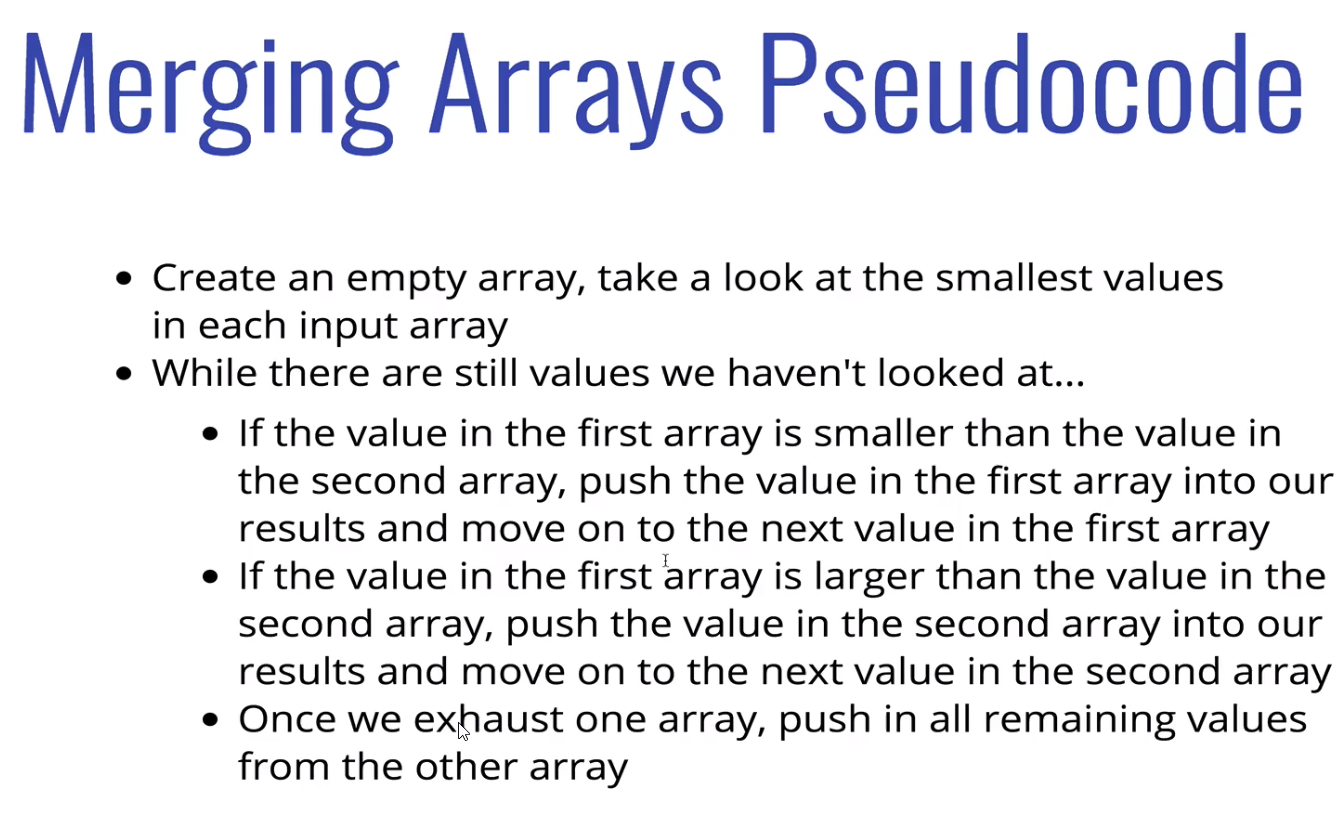 Merging Arrays Pseudocode
• Create an empty array, take a look at the smallest values
in each input array
• While there are still values we haven't looked at...
• If the value in the first array is smaller than the value in
the second array, push the value in the first array into our
results and move on to the next value in the first array
• If the value in the first array is larger than the value in the
second array, push the value in the second array into our
results and move on to the next value in the second array
• Once we exhaust one array, push in all remaining values
from the other array